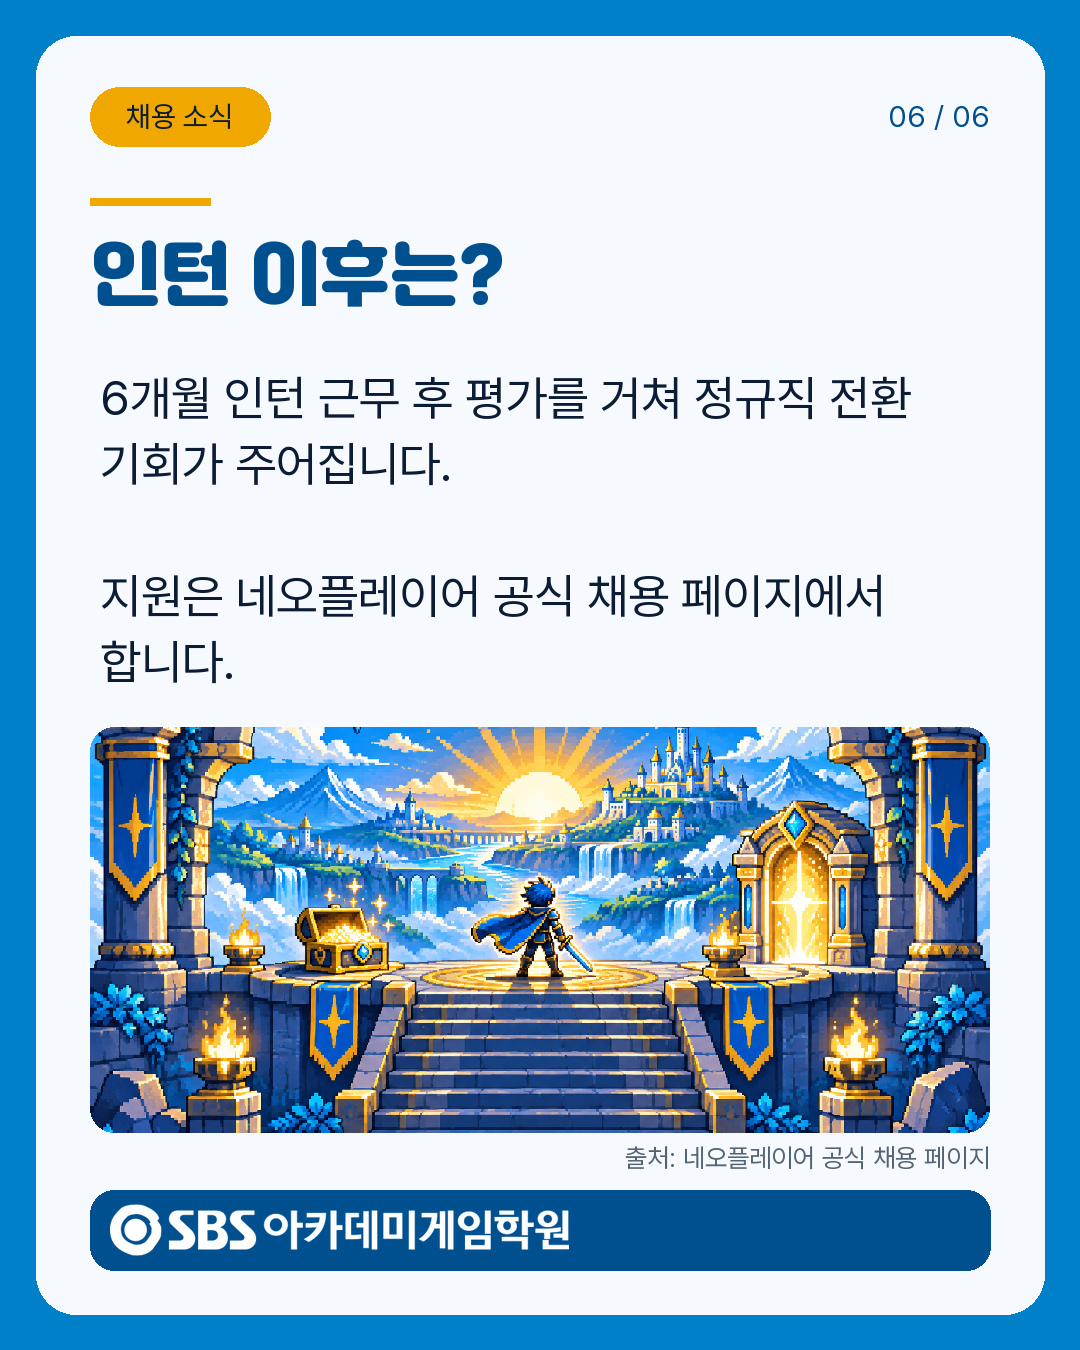 채용 소식
06 / 06
인턴 이후는?
6개월 인턴 근무 후 평가를 거쳐 정규직 전환
기회가 주어집니다.
지원은 네오플레이어 공식 채용 페이지에서
합니다.
출처: 네오플레이어 공식 채용 페이지
SBS 아카데미게임학원